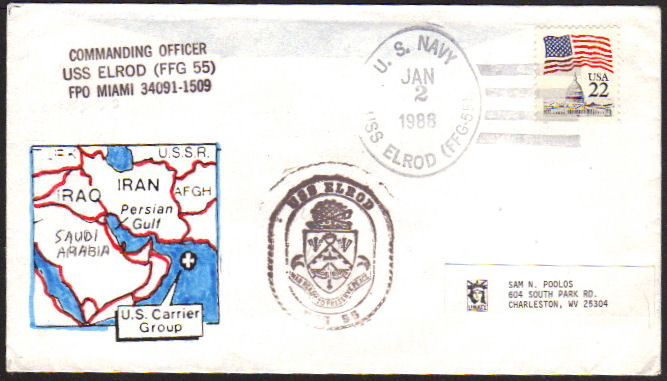 COMMANDING OFFICER
USS ELROD (FFG 55)
FPO MIAMI 34091-1509
U. S. NAVY
JAN
2
1988
USS ELROD (FFG-55)
USA
22
U.S.S.R.
IRAQ
IRAN
AFGH
Persian
Gulf
SAUDI
ARABIA
U.S. Carrier
Group
USS ELROD
55
SAM N. POOLOS
604 SOUTH PARK RD.
CHARLESTON, WV 25304